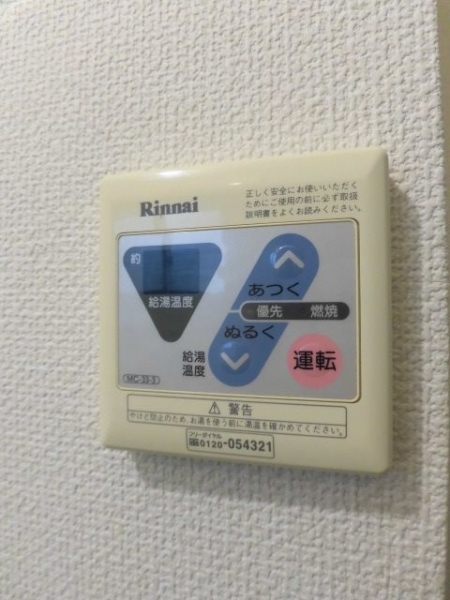 Rinnai
正しく安全にお使いいただく
ためにご使用の前に必ず取扱
説明書をよくお読みください。
約
給湯温度
あつく
優先 燃焼
ぬるく
給湯
温度
運転
MC-33-3
⚠ 警告
やけど防止のため、お湯を使う前に湯温を確かめてください。
フリーダイヤル
0120-054321